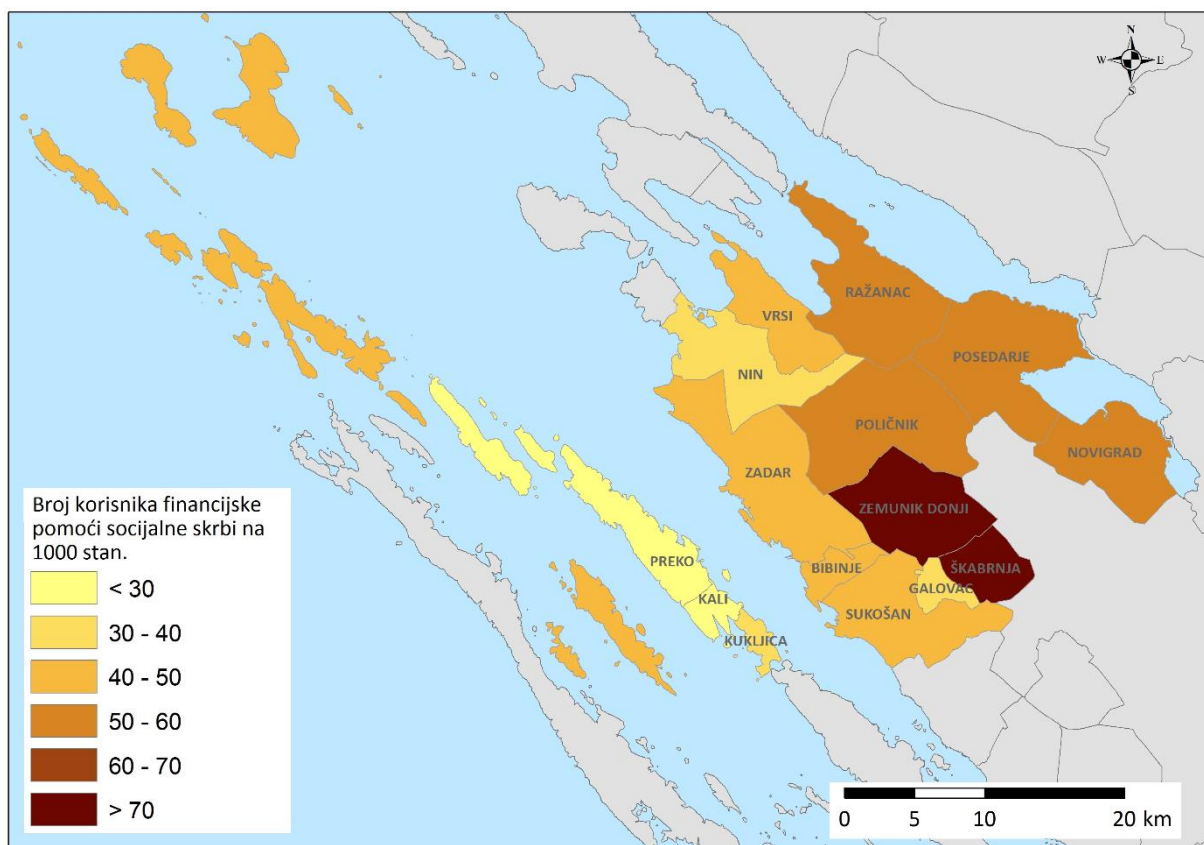 N
W E
S
RAŽANAC
VRSI
POSEDARJE
NIN
POLIČNIK
NOVIGRAD
ZADAR
ZEMUNIK DONJI
PREKO
BIBINJE
ŠKABRNJA
GALOVAC
KALI
SUKOŠAN
KUKLJICA
Broj korisnika financijske
pomoći socijalne skrbi na
1000 stan.
< 30
30 - 40
40 - 50
50 - 60
60 - 70
> 70
0 5 10 20 km